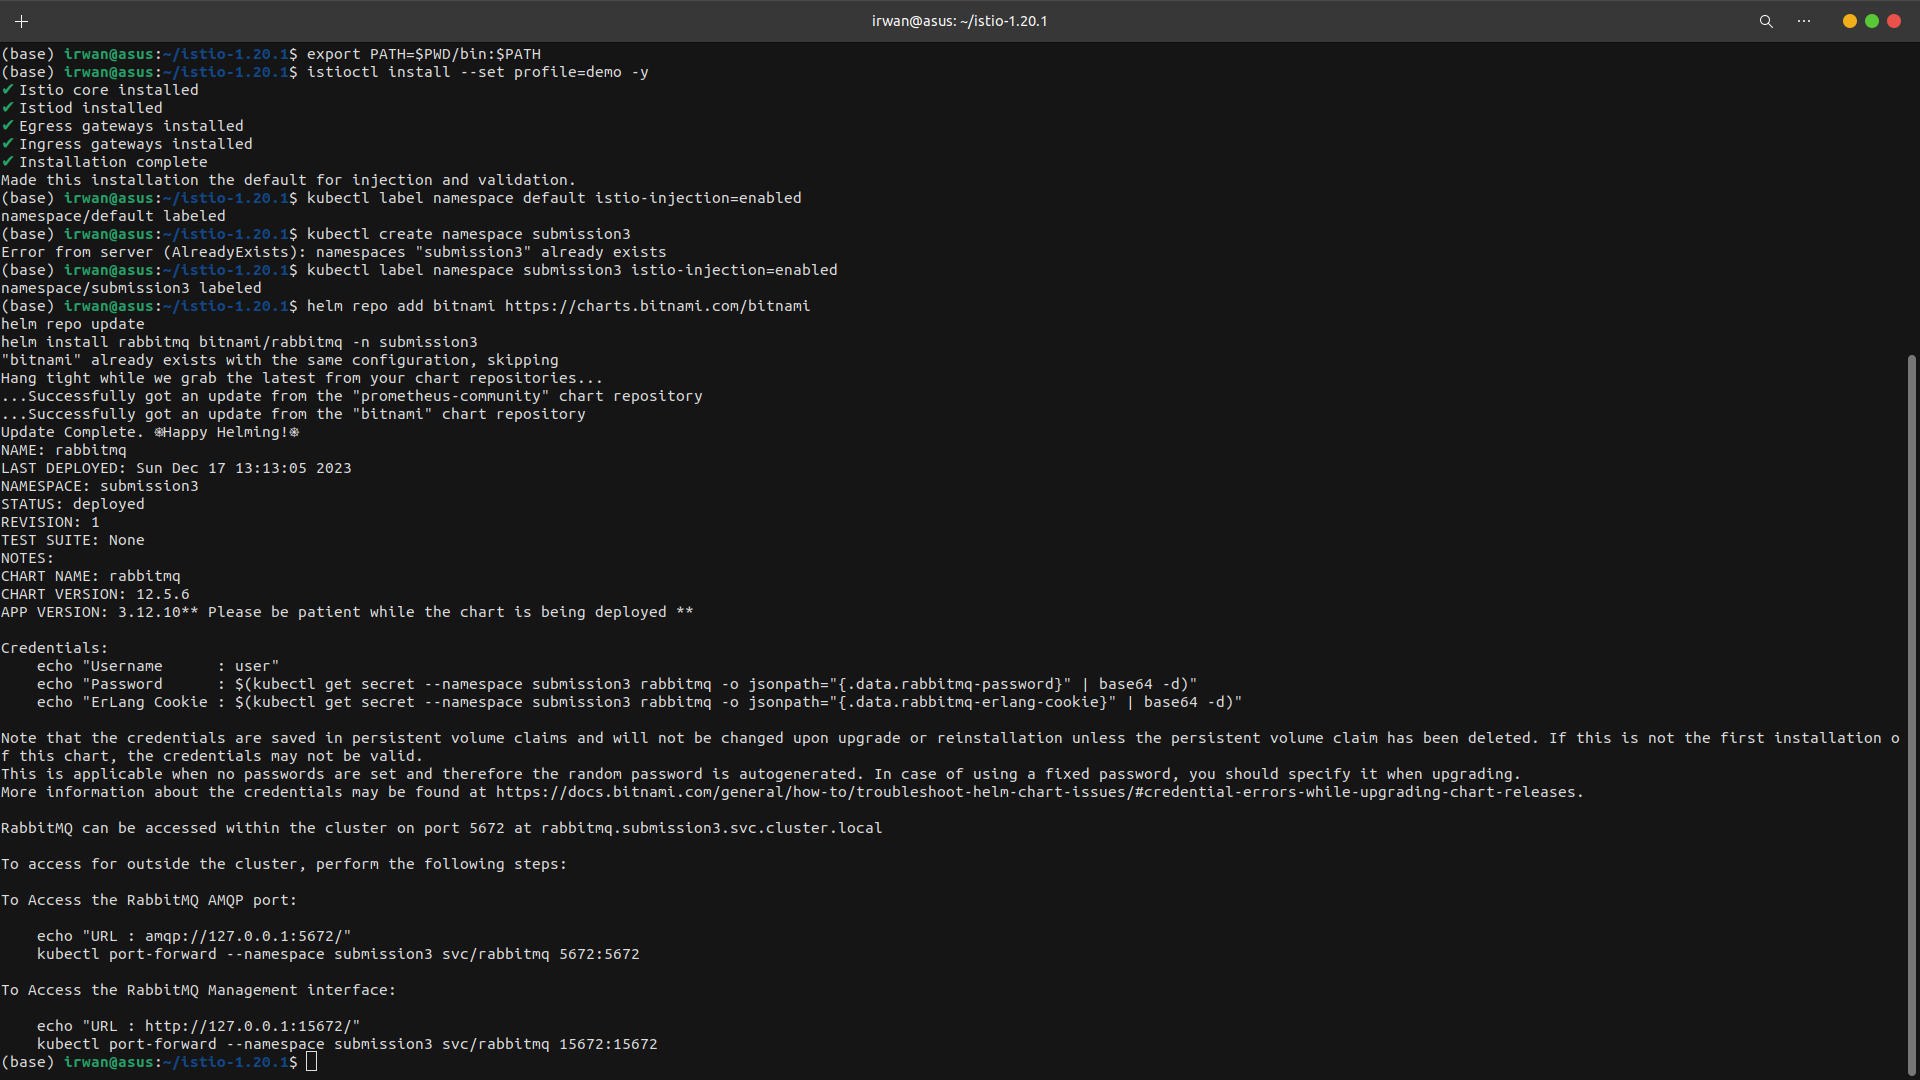 irwan@asus: ~/istio-1.20.1
(base) irwan@asus:~/istio-1.20.1$ export PATH=$PWD/bin:$PATH
(base) irwan@asus:~/istio-1.20.1$ istioctl install --set profile=demo -y
✔ Istio core installed
✔ Istiod installed
✔ Egress gateways installed
✔ Ingress gateways installed
✔ Installation complete
Made this installation the default for injection and validation.
(base) irwan@asus:~/istio-1.20.1$ kubectl label namespace default istio-injection=enabled
namespace/default labeled
(base) irwan@asus:~/istio-1.20.1$ kubectl create namespace submission3
Error from server (AlreadyExists): namespaces "submission3" already exists
(base) irwan@asus:~/istio-1.20.1$ kubectl label namespace submission3 istio-injection=enabled
namespace/submission3 labeled
(base) irwan@asus:~/istio-1.20.1$ helm repo add bitnami https://charts.bitnami.com/bitnami
helm repo update
helm install rabbitmq bitnami/rabbitmq -n submission3
"bitnami" already exists with the same configuration, skipping
Hang tight while we grab the latest from your chart repositories...
...Successfully got an update from the "prometheus-community" chart repository
...Successfully got an update from the "bitnami" chart repository
Update Complete. ⎈Happy Helming!⎈
NAME: rabbitmq
LAST DEPLOYED: Sun Dec 17 13:13:05 2023
NAMESPACE: submission3
STATUS: deployed
REVISION: 1
TEST SUITE: None
NOTES:
CHART NAME: rabbitmq
CHART VERSION: 12.5.6
APP VERSION: 3.12.10** Please be patient while the chart is being deployed **
Credentials:
    echo "Username      : user"
    echo "Password      : $(kubectl get secret --namespace submission3 rabbitmq -o jsonpath="{.data.rabbitmq-password}" | base64 -d)"
    echo "ErLang Cookie : $(kubectl get secret --namespace submission3 rabbitmq -o jsonpath="{.data.rabbitmq-erlang-cookie}" | base64 -d)"
Note that the credentials are saved in persistent volume claims and will not be changed upon upgrade or reinstallation unless the persistent volume claim has been deleted. If this is not the first installation o
f this chart, the credentials may not be valid.
This is applicable when no passwords are set and therefore the random password is autogenerated. In case of using a fixed password, you should specify it when upgrading.
More information about the credentials may be found at https://docs.bitnami.com/general/how-to/troubleshoot-helm-chart-issues/#credential-errors-while-upgrading-chart-releases.
RabbitMQ can be accessed within the cluster on port 5672 at rabbitmq.submission3.svc.cluster.local
To access for outside the cluster, perform the following steps:
To Access the RabbitMQ AMQP port:
    echo "URL : amqp://127.0.0.1:5672/"
    kubectl port-forward --namespace submission3 svc/rabbitmq 5672:5672
To Access the RabbitMQ Management interface:
    echo "URL : http://127.0.0.1:15672/"
    kubectl port-forward --namespace submission3 svc/rabbitmq 15672:15672
(base) irwan@asus:~/istio-1.20.1$